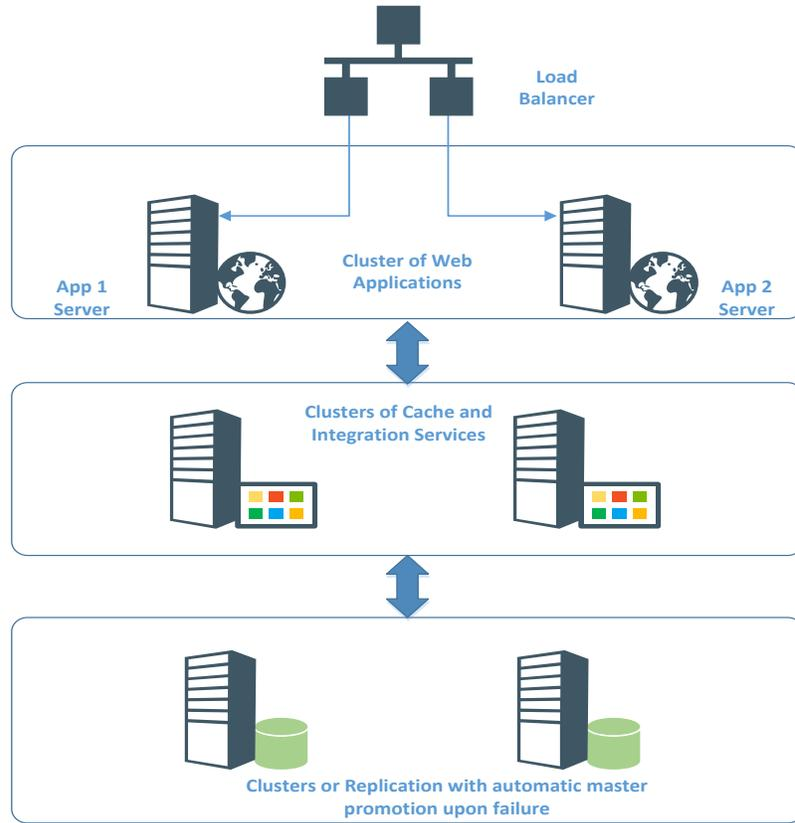 Load
Balancer
Cluster of Web
Applications
App 1
Server
App 2
Server
Clusters of Cache and
Integration Services
Clusters or Replication with automatic master
promotion upon failure